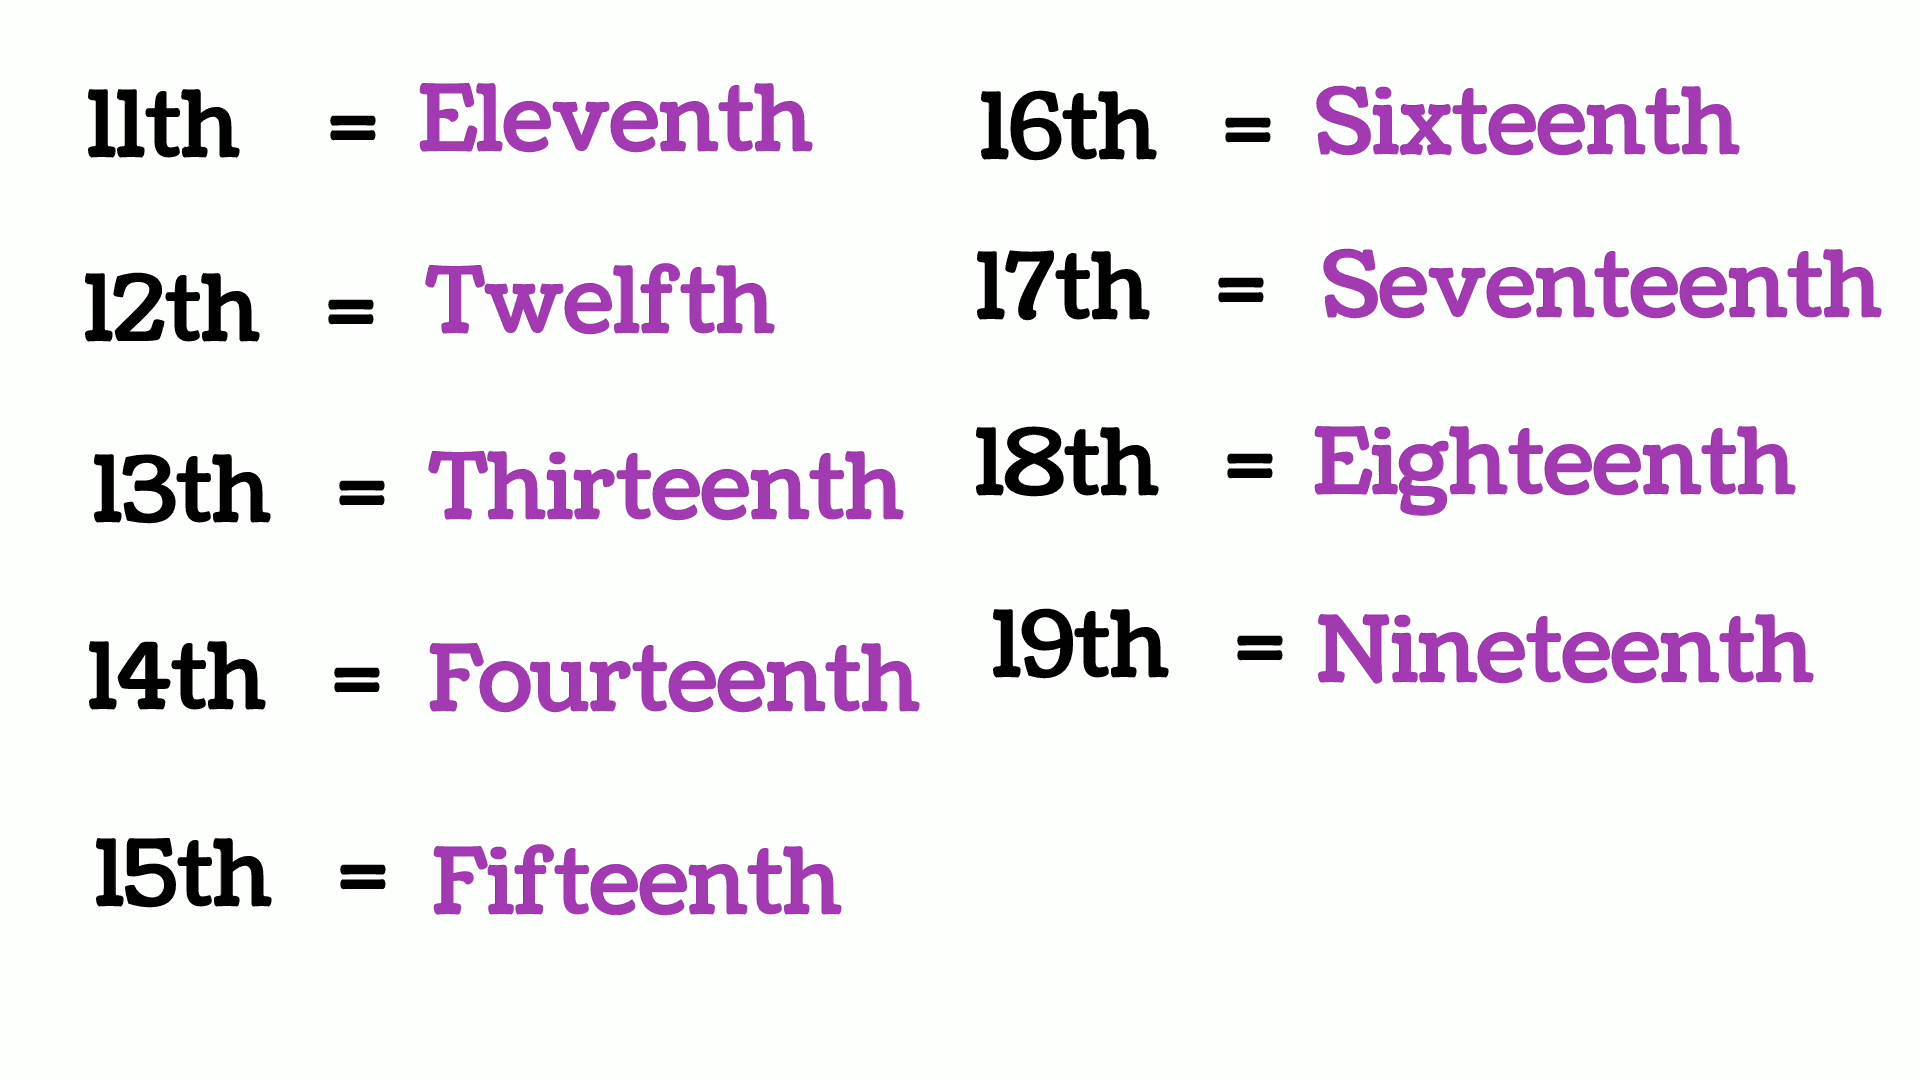 11th = Eleventh
12th = Twelfth
13th = Thirteenth
14th = Fourteenth
15th = Fifteenth
16th = Sixteenth
17th = Seventeenth
18th = Eighteenth
19th = Nineteenth